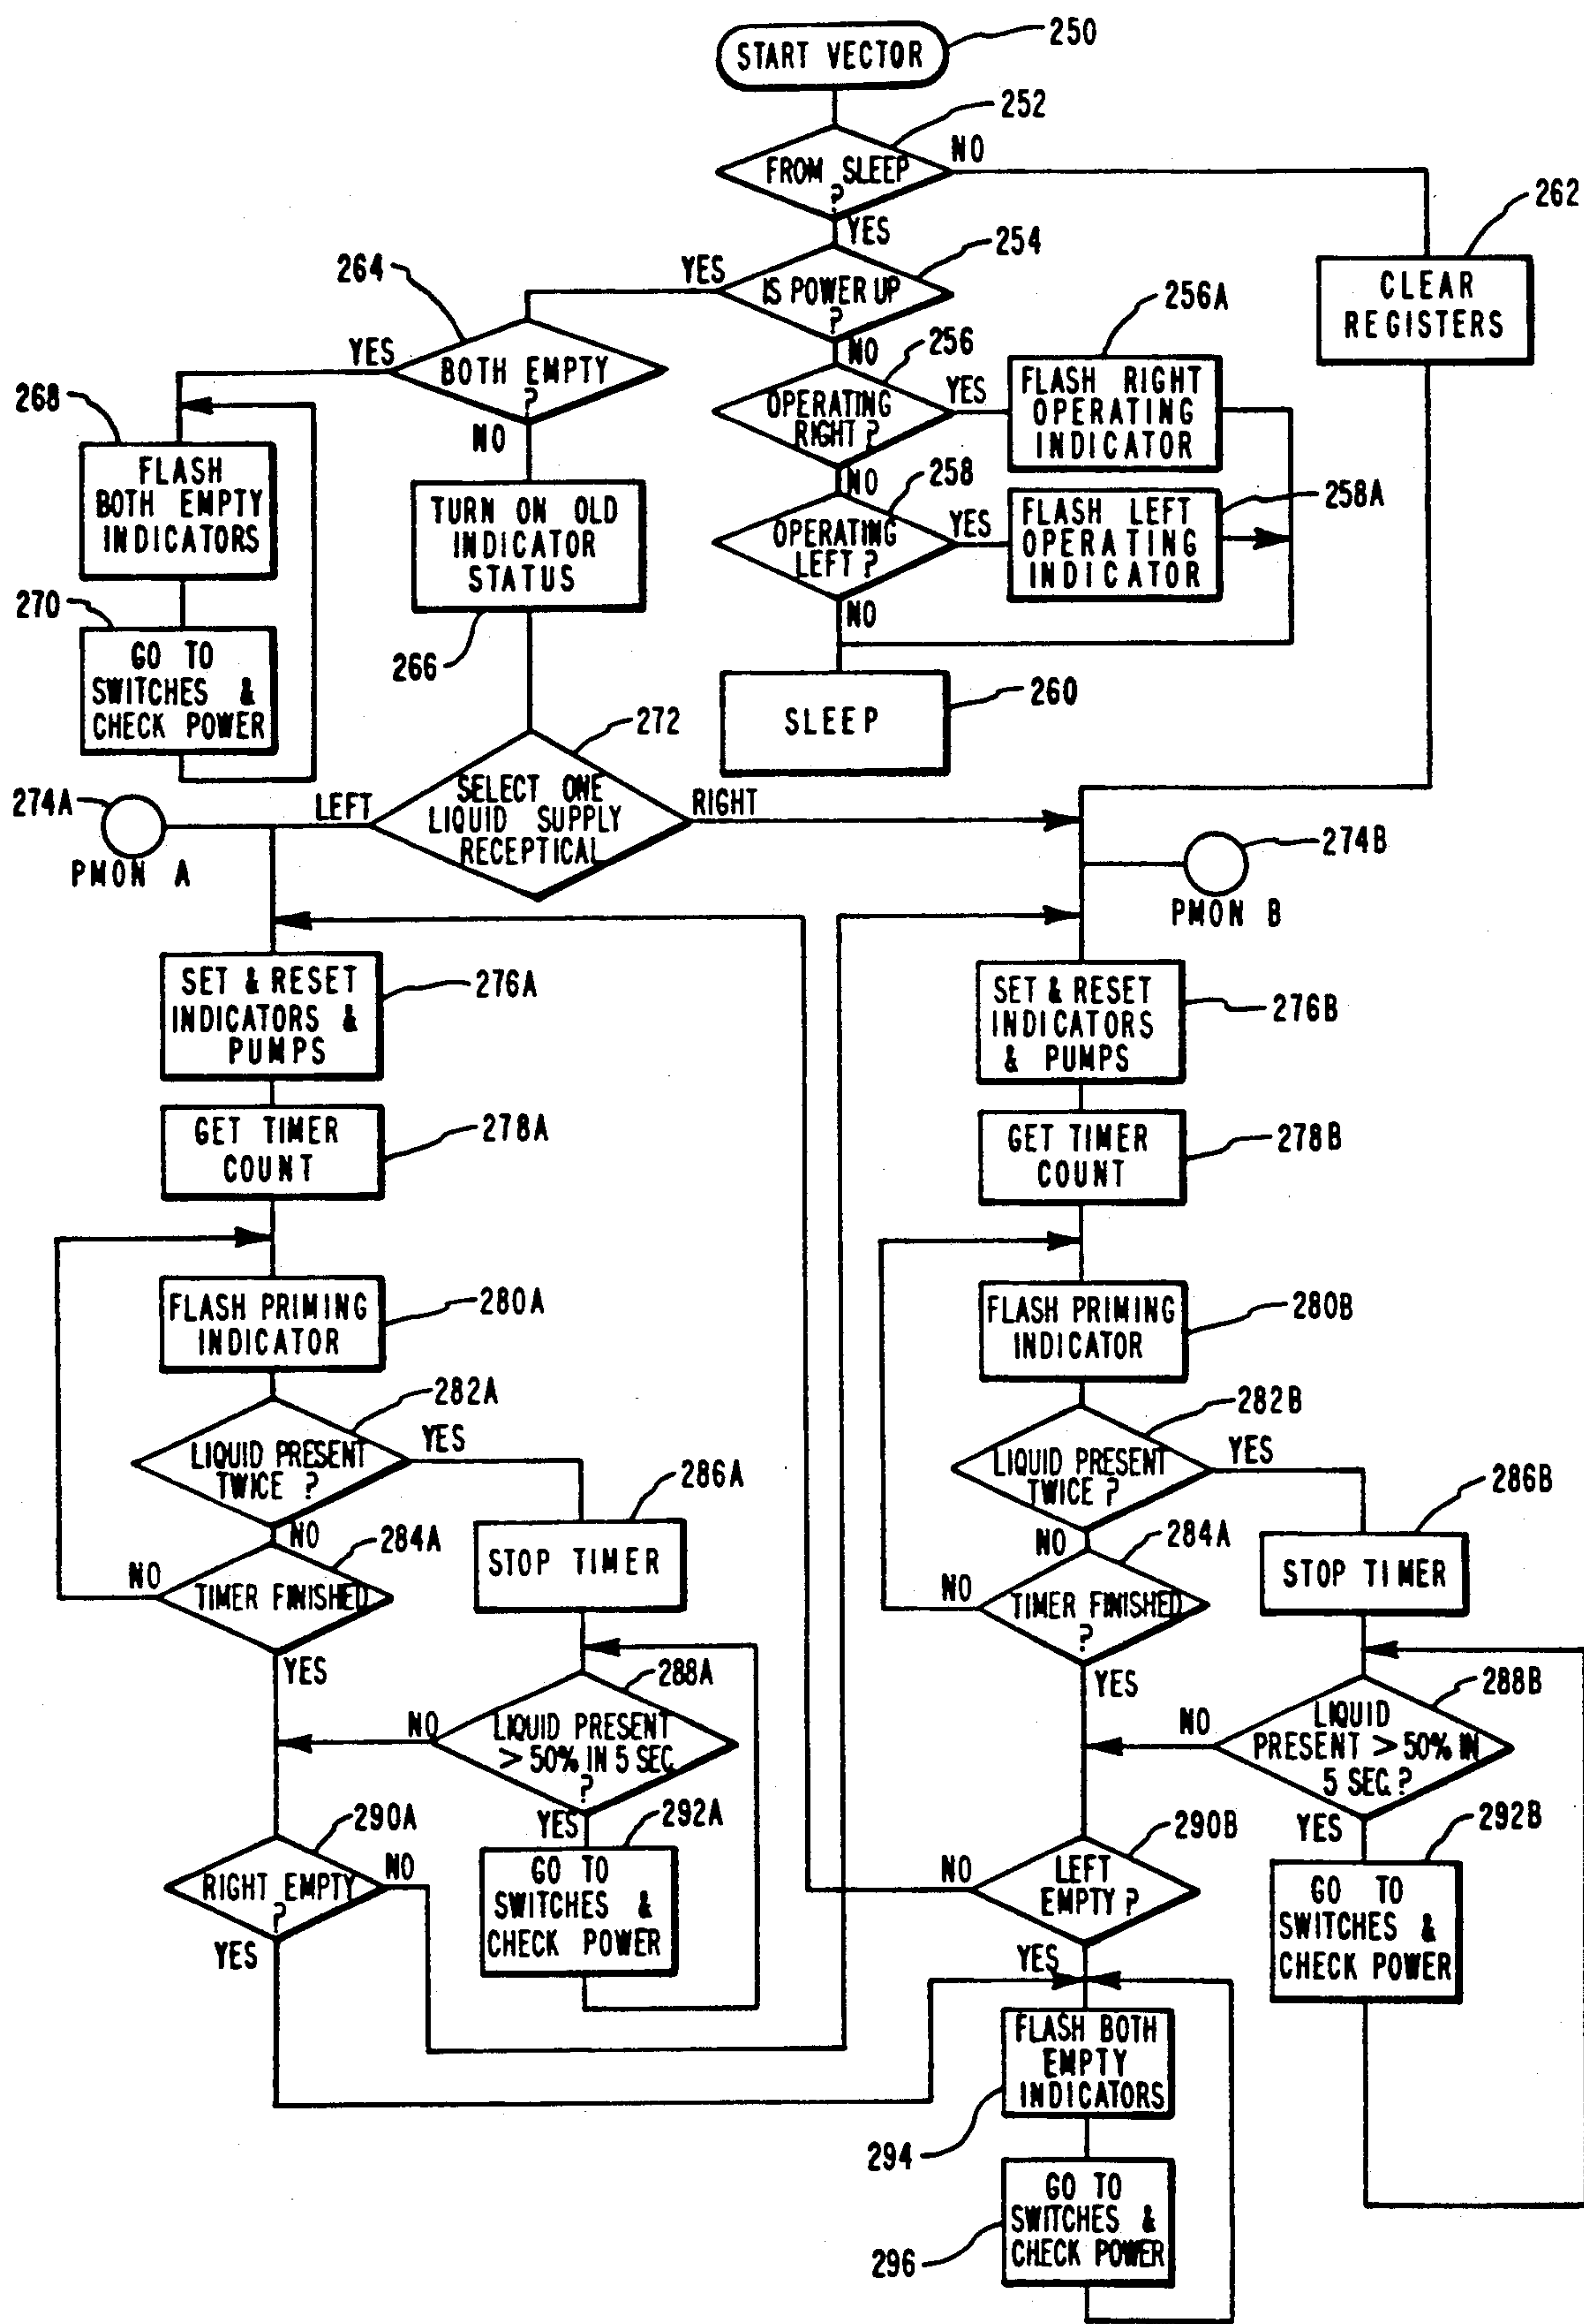 START VECTOR
250
252
FROM SLEEP
?
NO
YES
262
CLEAR
REGISTERS
254
IS POWER UP
?
YES
NO
264
BOTH EMPTY
?
YES
NO
256
OPERATING
RIGHT ?
YES
NO
256A
FLASH RIGHT
OPERATING
INDICATOR
268
FLASH
BOTH EMPTY
INDICATORS
TURN ON OLD
INDICATOR
STATUS
266
258
OPERATING
LEFT ?
YES
NO
258A
FLASH LEFT
OPERATING
INDICATOR
270
GO TO
SWITCHES &
CHECK POWER
SLEEP
260
272
SELECT ONE
LIQUID SUPPLY
RECEPTICAL
LEFT
RIGHT
274A
PMON A
274B
PMON B
SET & RESET
INDICATORS &
PUMPS
276A
SET & RESET
INDICATORS
& PUMPS
276B
GET TIMER
COUNT
278A
GET TIMER
COUNT
278B
FLASH PRIMING
INDICATOR
280A
FLASH PRIMING
INDICATOR
280B
282A
LIQUID PRESENT
TWICE ?
YES
NO
282B
LIQUID PRESENT
TWICE ?
YES
NO
284A
TIMER FINISHED
NO
YES
286A
STOP TIMER
284A
TIMER FINISHED
?
NO
YES
286B
STOP TIMER
288A
LIQUID PRESENT
> 50% IN 5 SEC
?
NO
YES
288B
LIQUID
PRESENT > 50% IN
5 SEC. ?
NO
YES
290A
RIGHT EMPTY
?
NO
YES
292A
GO TO
SWITCHES &
CHECK POWER
290B
LEFT
EMPTY ?
NO
YES
292B
GO TO
SWITCHES &
CHECK POWER
FLASH BOTH
EMPTY
INDICATORS
294
GO TO
SWITCHES &
CHECK POWER
296